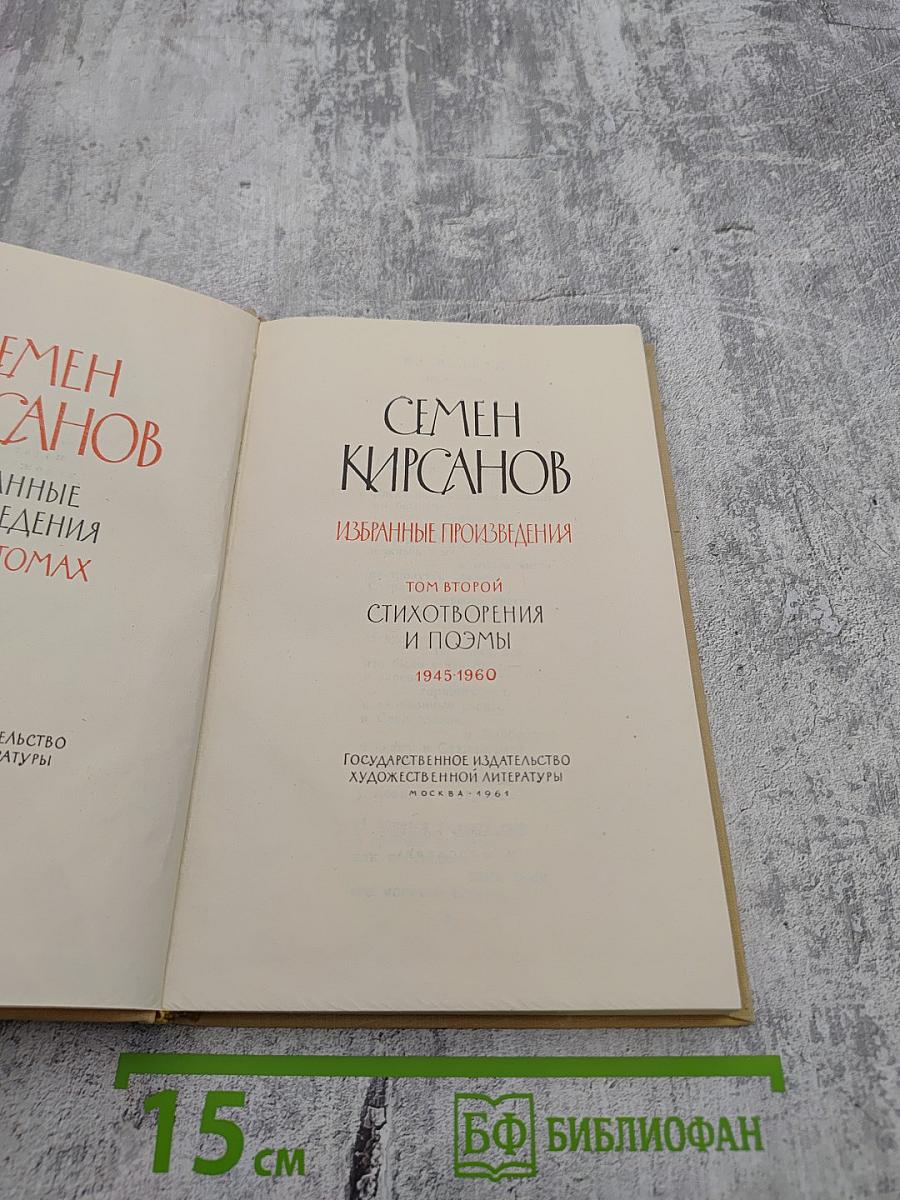 ЕМЕН
САНОВ
АННЫЕ
ЕДЕНИЯ
ТОМАХ
ЕЛЬСТВО
РАТУРЫ
СЕМЕН
КИРСАНОВ
ИЗБРАННЫЕ ПРОИЗВЕДЕНИЯ
ТОМ ВТОРОЙ
СТИХОТВОРЕНИЯ
И ПОЭМЫ
1945·1960
ГОСУДАРСТВЕННОЕ ИЗДАТЕЛЬСТВО
ХУДОЖЕСТВЕННОЙ ЛИТЕРАТУРЫ
МОСКВА · 1961
15 см
БФ БИБЛИОФАН